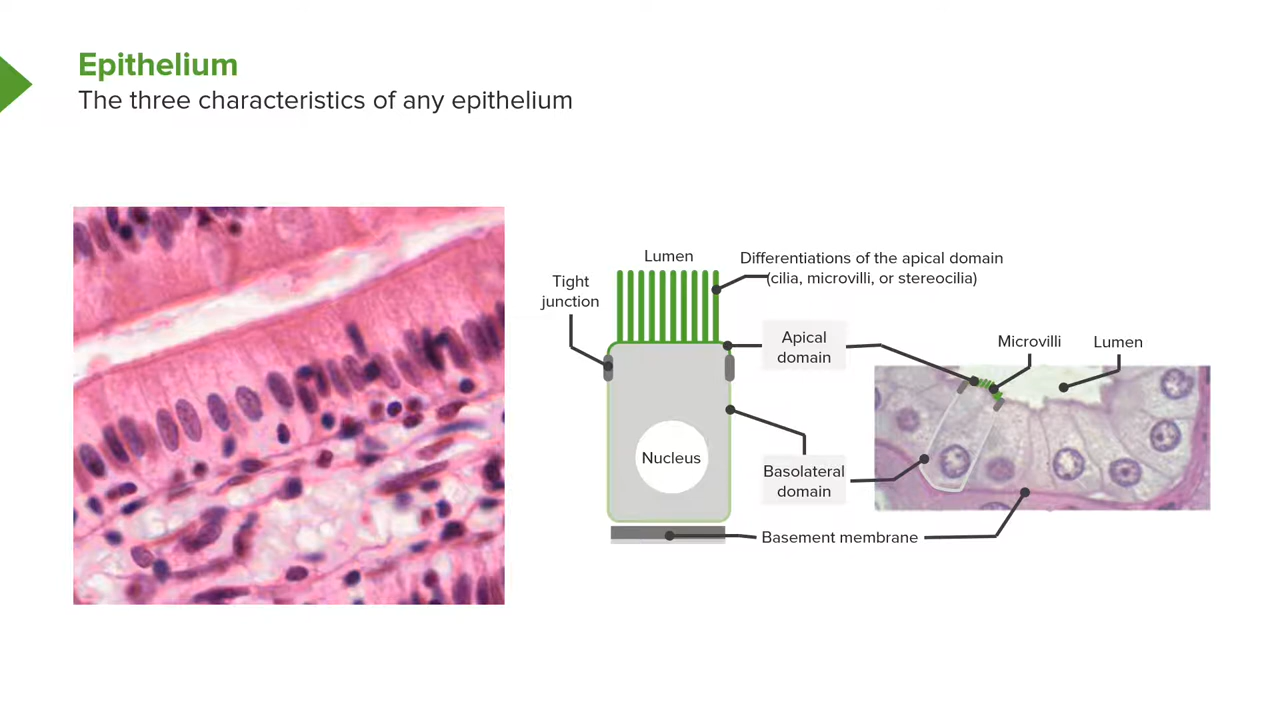 Epithelium
The three characteristics of any epithelium
Lumen
Differentiations of the apical domain
(cilia, microvilli, or stereocilia)
Tight
junction
Apical
domain
Microvilli
Lumen
Nucleus
Basolateral
domain
Basement membrane